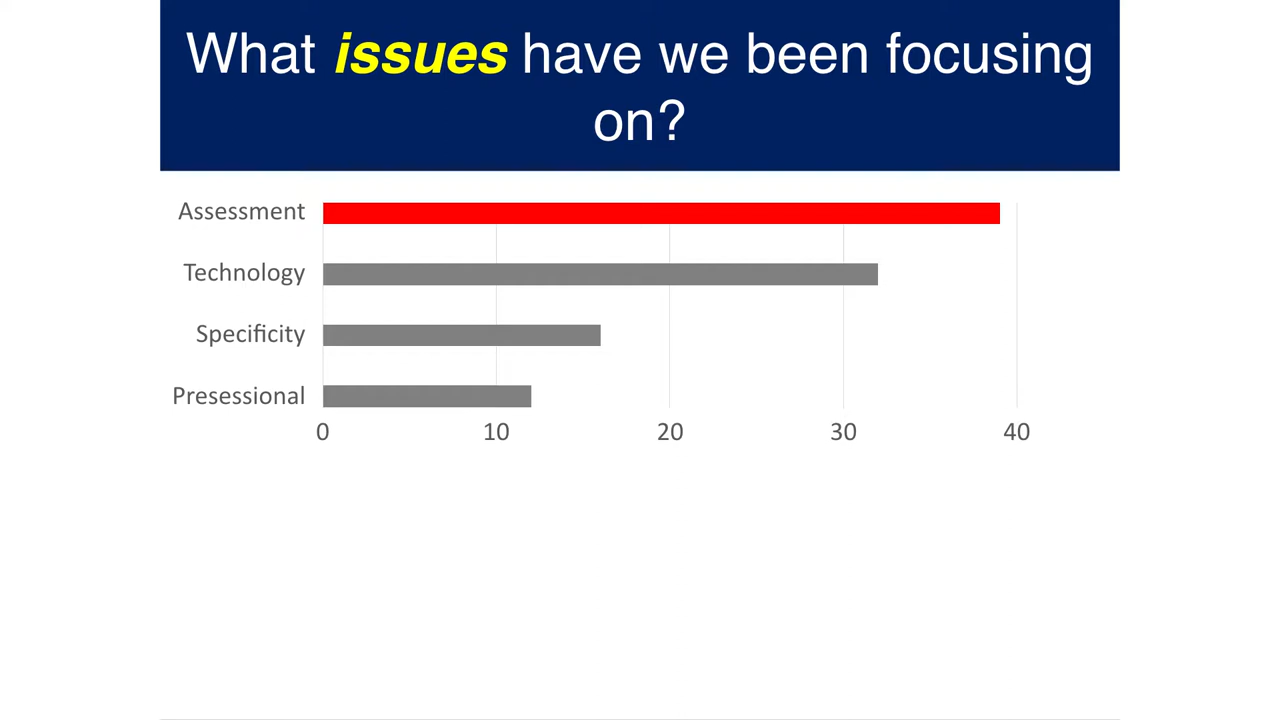 What issues have we been focusing
on?
Assessment
Technology
Specificity
Presessional
0 10 20 30 40